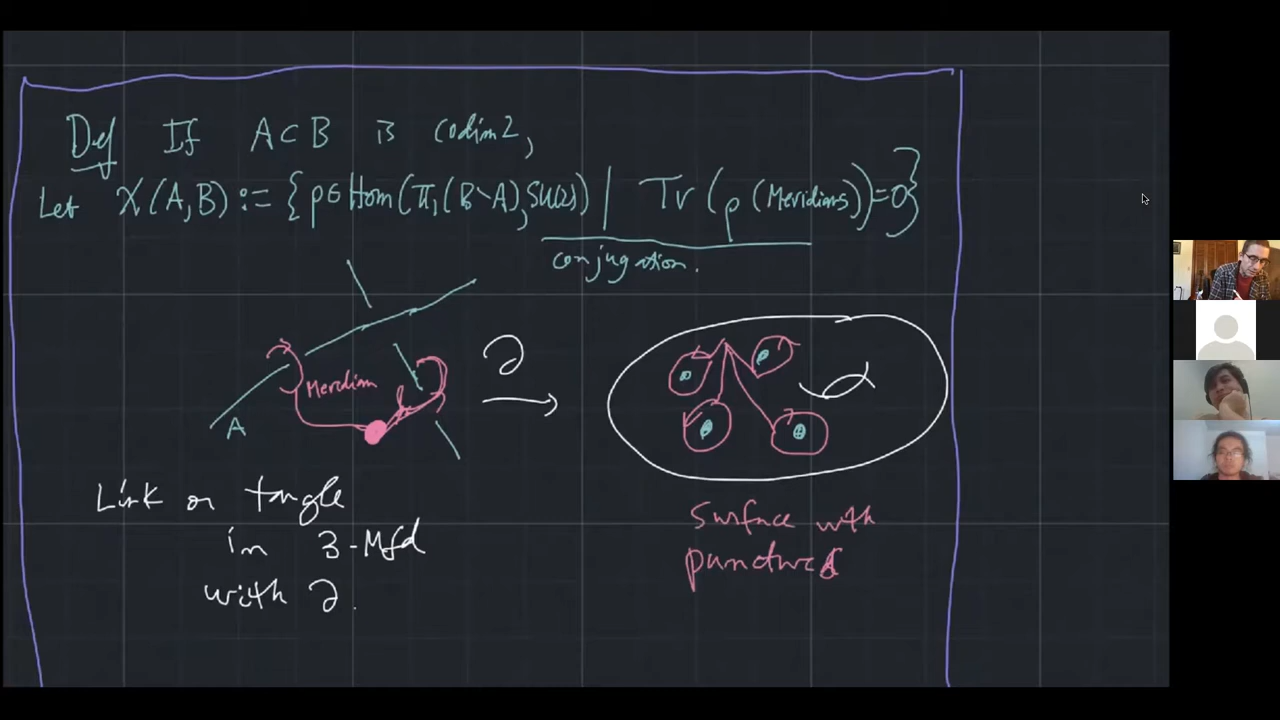 Def If A ⊂ B is codim 2,
Let χ(A,B) := {ρ ∈ Hom(π₁(B∖A), SU(2)) | Tr(ρ(Meridians))=0}
conjugation.
∂
Meridian
A
Link or tangle
in 3-Mfd
with ∂.
Surface with
punctures